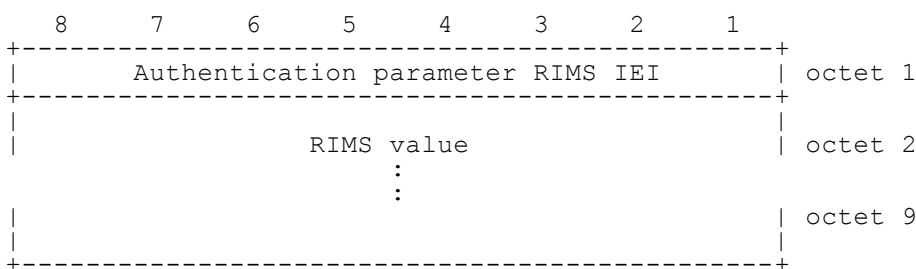 8 7 6 5 4 3 2 1
+-----------------------------------------------+
| Authentication parameter RIMS IEI | octet 1
+-----------------------------------------------+
| |
| RIMS value | octet 2
:
:
| | octet 9
| |
+-----------------------------------------------+